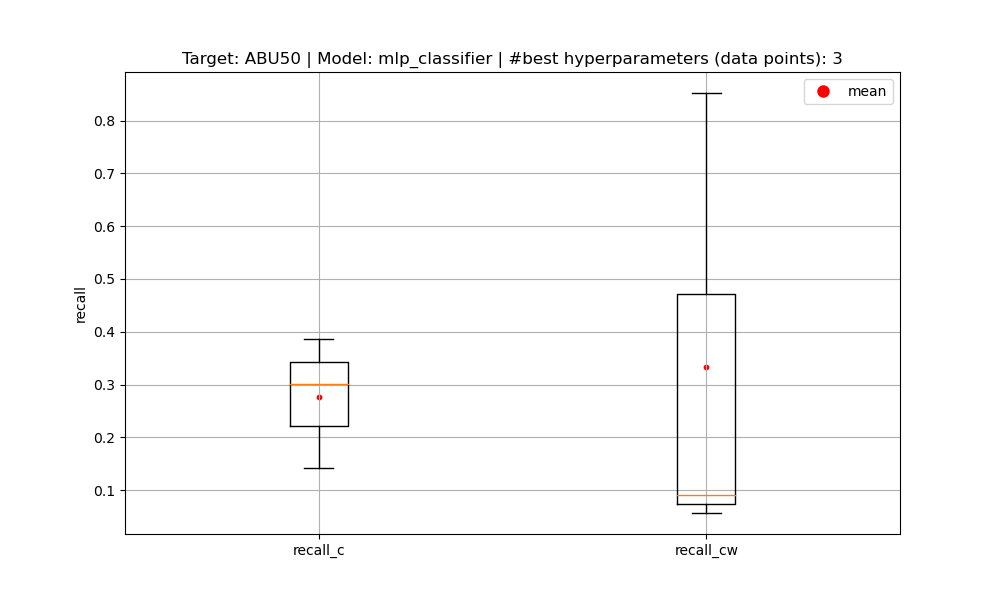 Target: ABU50 | Model: mlp_classifier | #best hyperparameters (data points): 3
mean
0.8
0.7
0.6
0.5
0.4
0.3
0.2
0.1
recall
recall_c
recall_cw